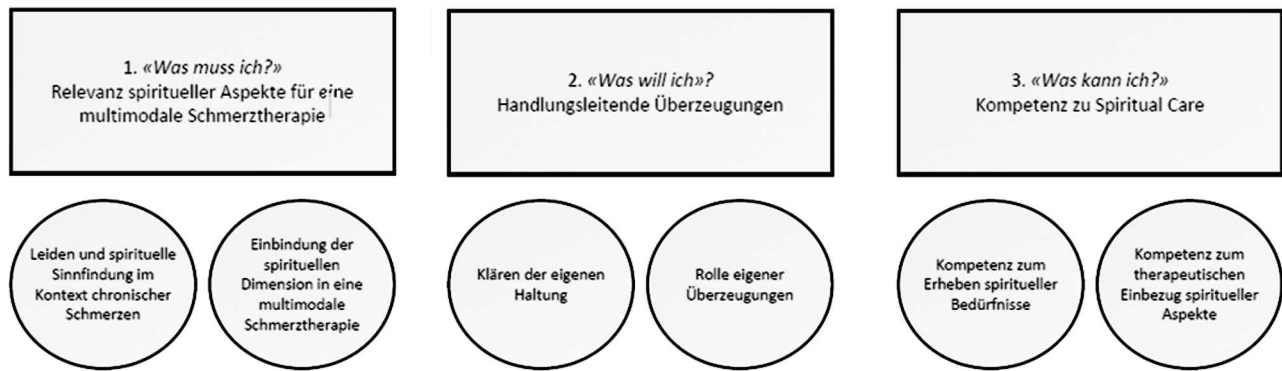 1. «Was muss ich?»
Relevanz spiritueller Aspekte für eine
multimodale Schmerztherapie
2. «Was will ich»?
Handlungsleitende Überzeugungen
3. «Was kann ich?»
Kompetenz zu Spiritual Care
Leiden und spirituelle
Sinnfindung im
Kontext chronischer
Schmerzen
Einbindung der
spirituellen
Dimension in eine
multimodale
Schmerztherapie
Klären der eigenen
Haltung
Rolle eigener
Überzeugungen
Kompetenz zum
Erheben spiritueller
Bedürfnisse
Kompetenz zum
therapeutischen
Einbezug spiritueller
Aspekte